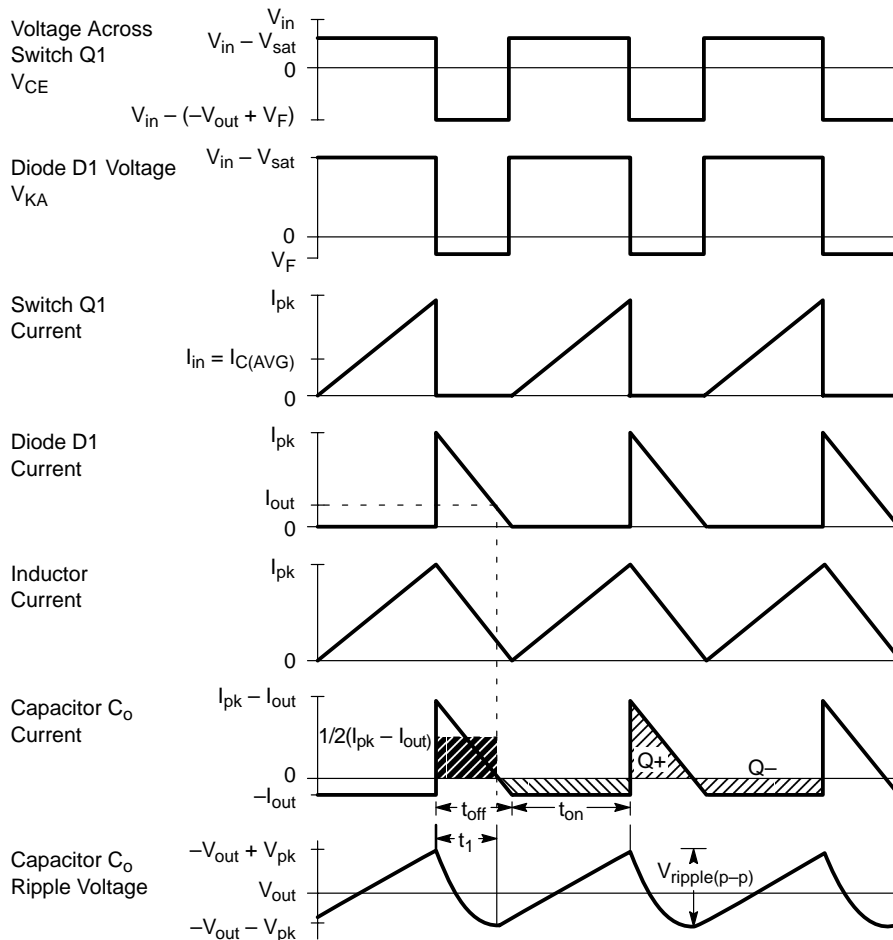 Voltage Across
Switch Q1
VCE
Vin
Vin – Vsat
0
Vin – (–Vout + VF)
Diode D1 Voltage
VKA
Vin – Vsat
0
VF
Switch Q1
Current
Ipk
Iin = IC(AVG)
0
Diode D1
Current
Ipk
Iout
0
Inductor
Current
Ipk
0
Capacitor Co
Current
Ipk – Iout
1/2(Ipk – Iout)
0
–Iout
Q+
Q–
toff
ton
t1
Capacitor Co
Ripple Voltage
–Vout + Vpk
Vout
–Vout – Vpk
Vripple(p–p)